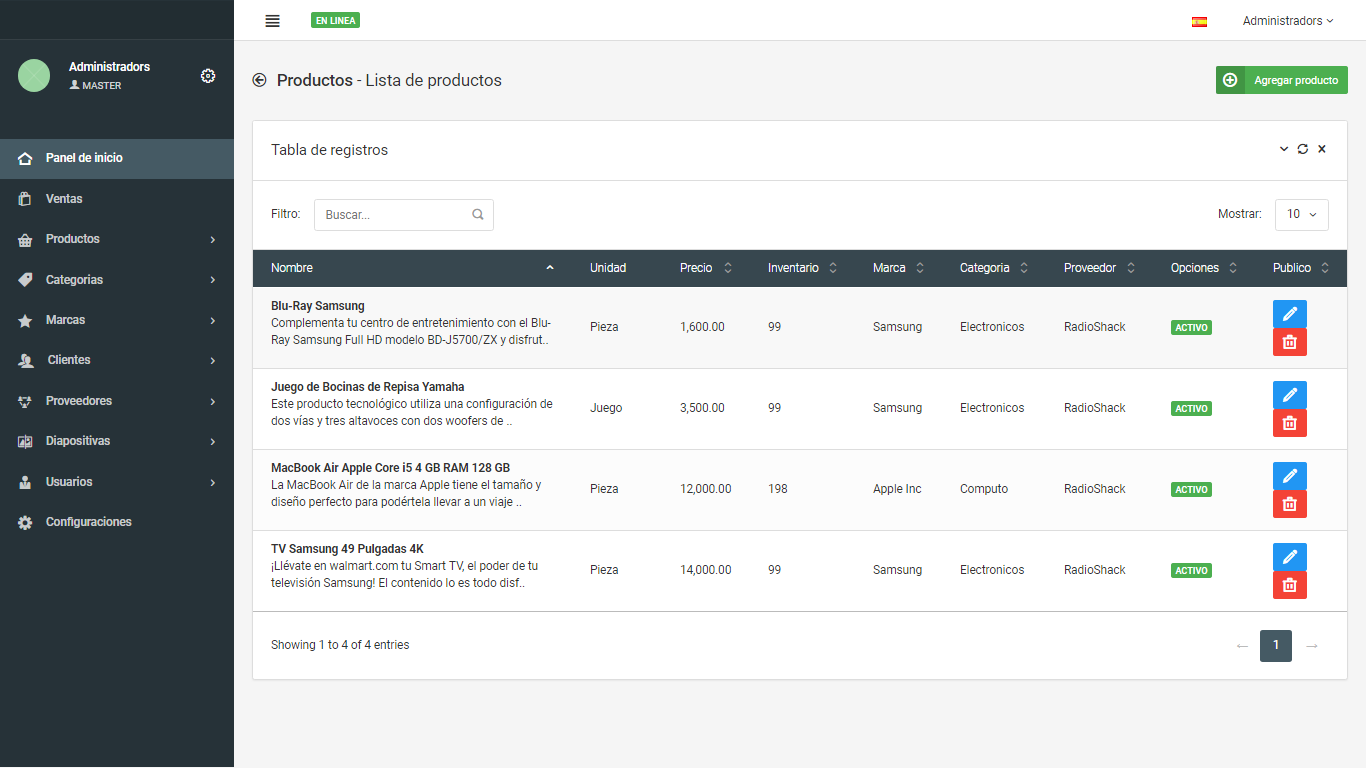 EN LINEA
Administradors
Administradors
MASTER
Panel de inicio
Ventas
Productos
Categorias
Marcas
Clientes
Proveedores
Diapositivas
Usuarios
Configuraciones
Productos - Lista de productos
Agregar producto
Tabla de registros
Filtro: Buscar... Mostrar: 10
Nombre Unidad Precio Inventario Marca Categoria Proveedor Opciones Publico
Blu-Ray Samsung
Complementa tu centro de entretenimiento con el Blu-
Ray Samsung Full HD modelo BD-J5700/ZX y disfrut..
Pieza 1,600.00 99 Samsung Electronicos RadioShack ACTIVO
Juego de Bocinas de Repisa Yamaha
Este producto tecnológico utiliza una configuración de
dos vías y tres altavoces con dos woofers de ..
Juego 3,500.00 99 Samsung Electronicos RadioShack ACTIVO
MacBook Air Apple Core i5 4 GB RAM 128 GB
La MacBook Air de la marca Apple tiene el tamaño y
diseño perfecto para podértela llevar a un viaje ..
Pieza 12,000.00 198 Apple Inc Computo RadioShack ACTIVO
TV Samsung 49 Pulgadas 4K
¡Llévate en walmart.com tu Smart TV, el poder de tu
televisión Samsung! El contenido lo es todo disf..
Pieza 14,000.00 99 Samsung Electronicos RadioShack ACTIVO
Showing 1 to 4 of 4 entries
← 1 →